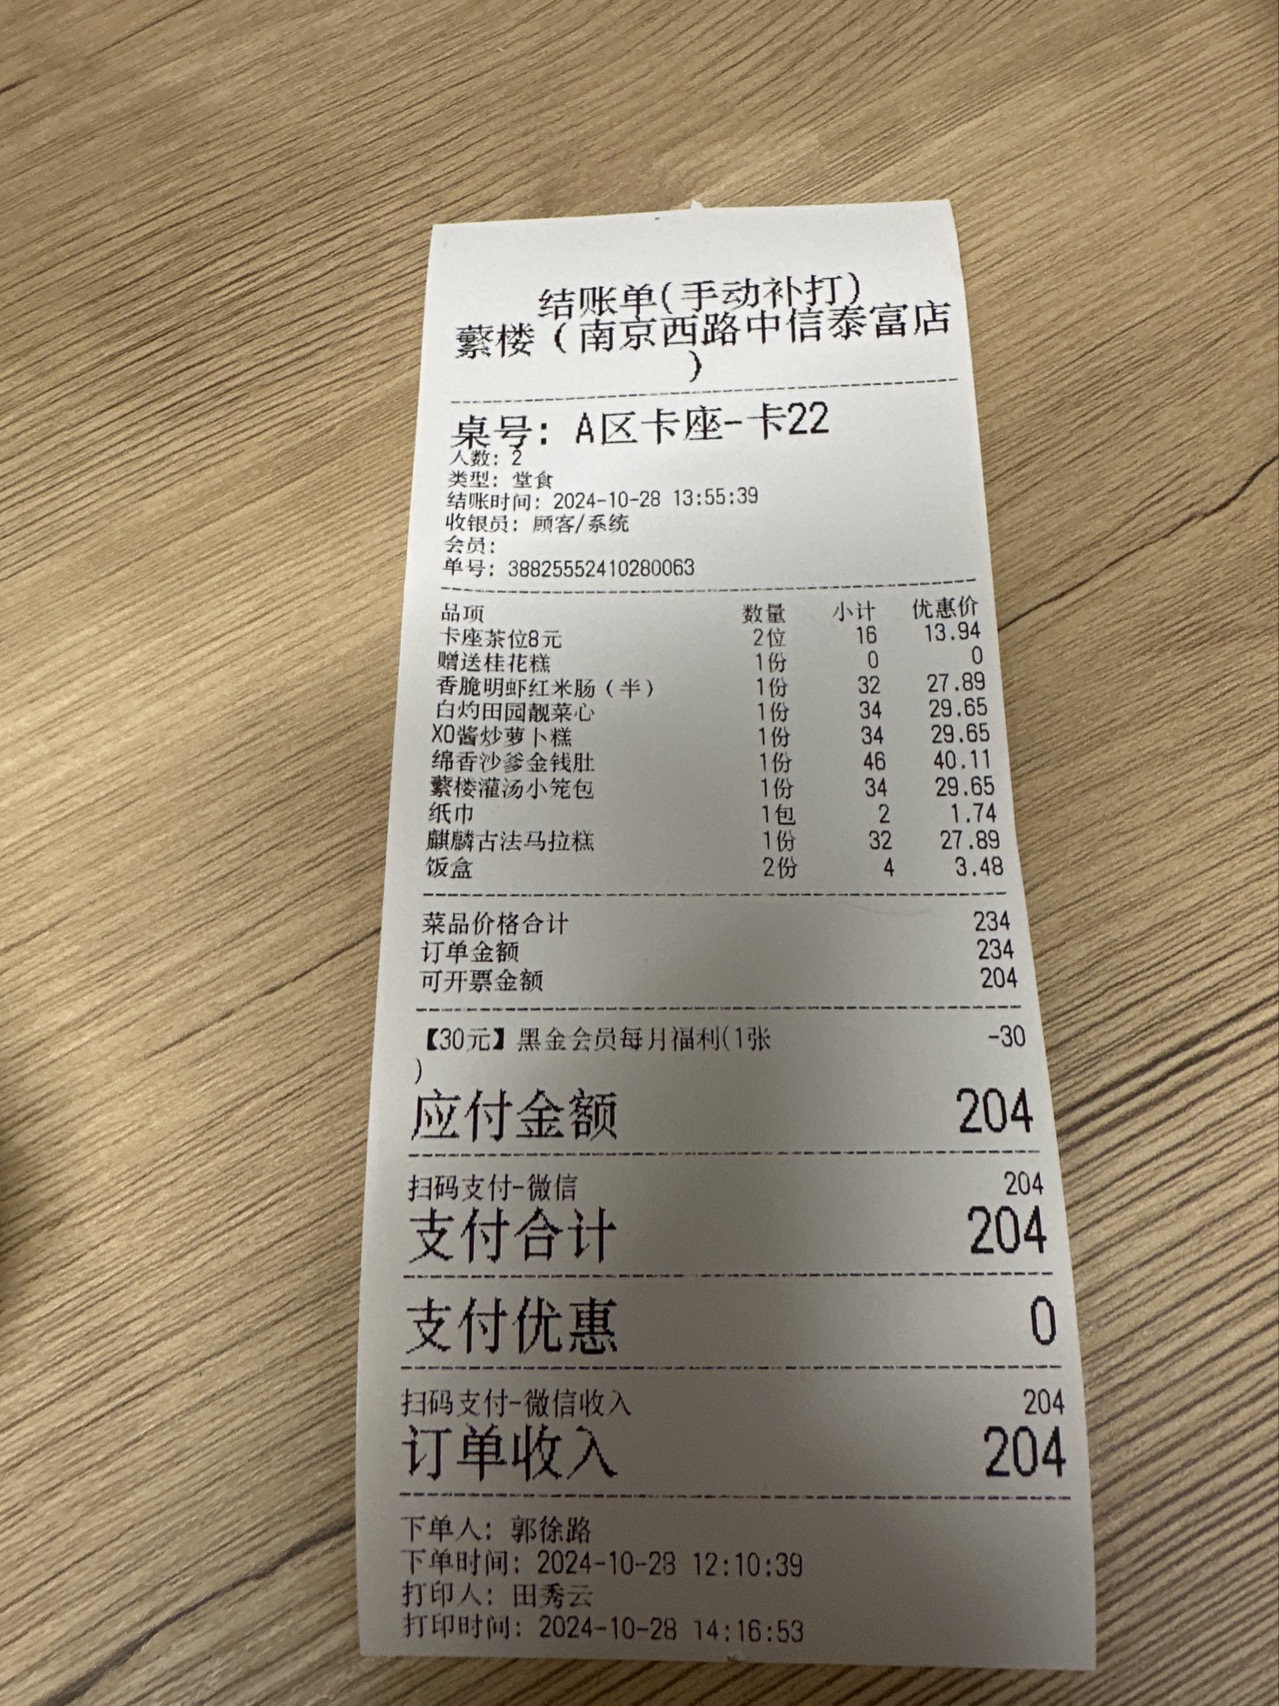 结账单(手动补打)
蘩楼（南京西路中信泰富店
）
桌号: A区卡座-卡22
人数: 2
类型: 堂食
结账时间: 2024-10-28 13:55:39
收银员: 顾客/系统
会员:
单号: 38825552410280063
品项 数量 小计 优惠价
卡座茶位8元 2位 16 13.94
赠送桂花糕 1份 0 0
香脆明虾红米肠（半） 1份 32 27.89
白灼田园靓菜心 1份 34 29.65
XO酱炒萝卜糕 1份 34 29.65
绵香沙爹金钱肚 1份 46 40.11
蘩楼灌汤小笼包 1份 34 29.65
纸巾 1包 2 1.74
麒麟古法马拉糕 1份 32 27.89
饭盒 2份 4 3.48
菜品价格合计 234
订单金额 234
可开票金额 204
【30元】黑金会员每月福利(1张 -30
)
应付金额 204
扫码支付-微信 204
支付合计 204
支付优惠 0
扫码支付-微信收入 204
订单收入 204
下单人: 郭徐路
下单时间: 2024-10-28 12:10:39
打印人: 田秀云
打印时间: 2024-10-28 14:16:53